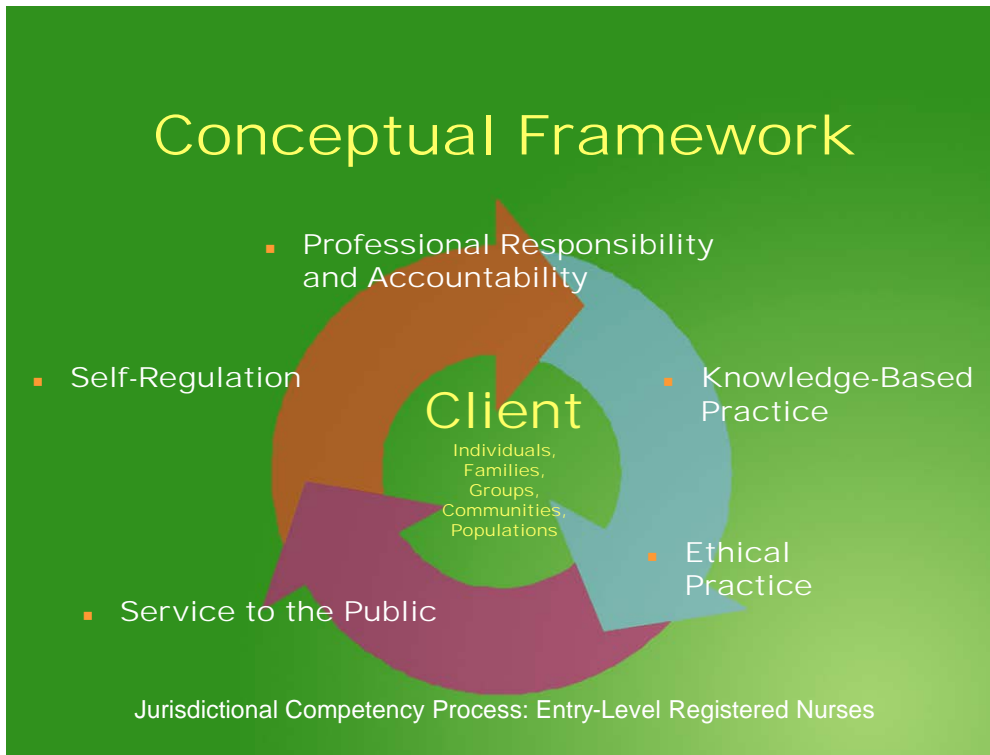 Conceptual Framework
▪ Professional Responsibility
and Accountability
▪ Self-Regulation
▪ Knowledge-Based
Practice
Client
Individuals,
Families,
Groups,
Communities,
Populations
▪ Ethical
Practice
▪ Service to the Public
Jurisdictional Competency Process: Entry-Level Registered Nurses